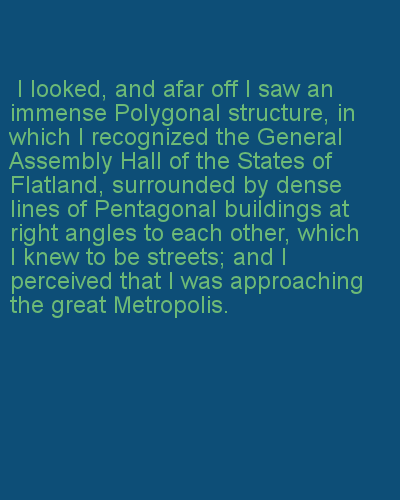 I looked, and afar off I saw an
immense Polygonal structure, in
which I recognized the General
Assembly Hall of the States of
Flatland, surrounded by dense
lines of Pentagonal buildings at
right angles to each other, which
I knew to be streets; and I
perceived that I was approaching
the great Metropolis.